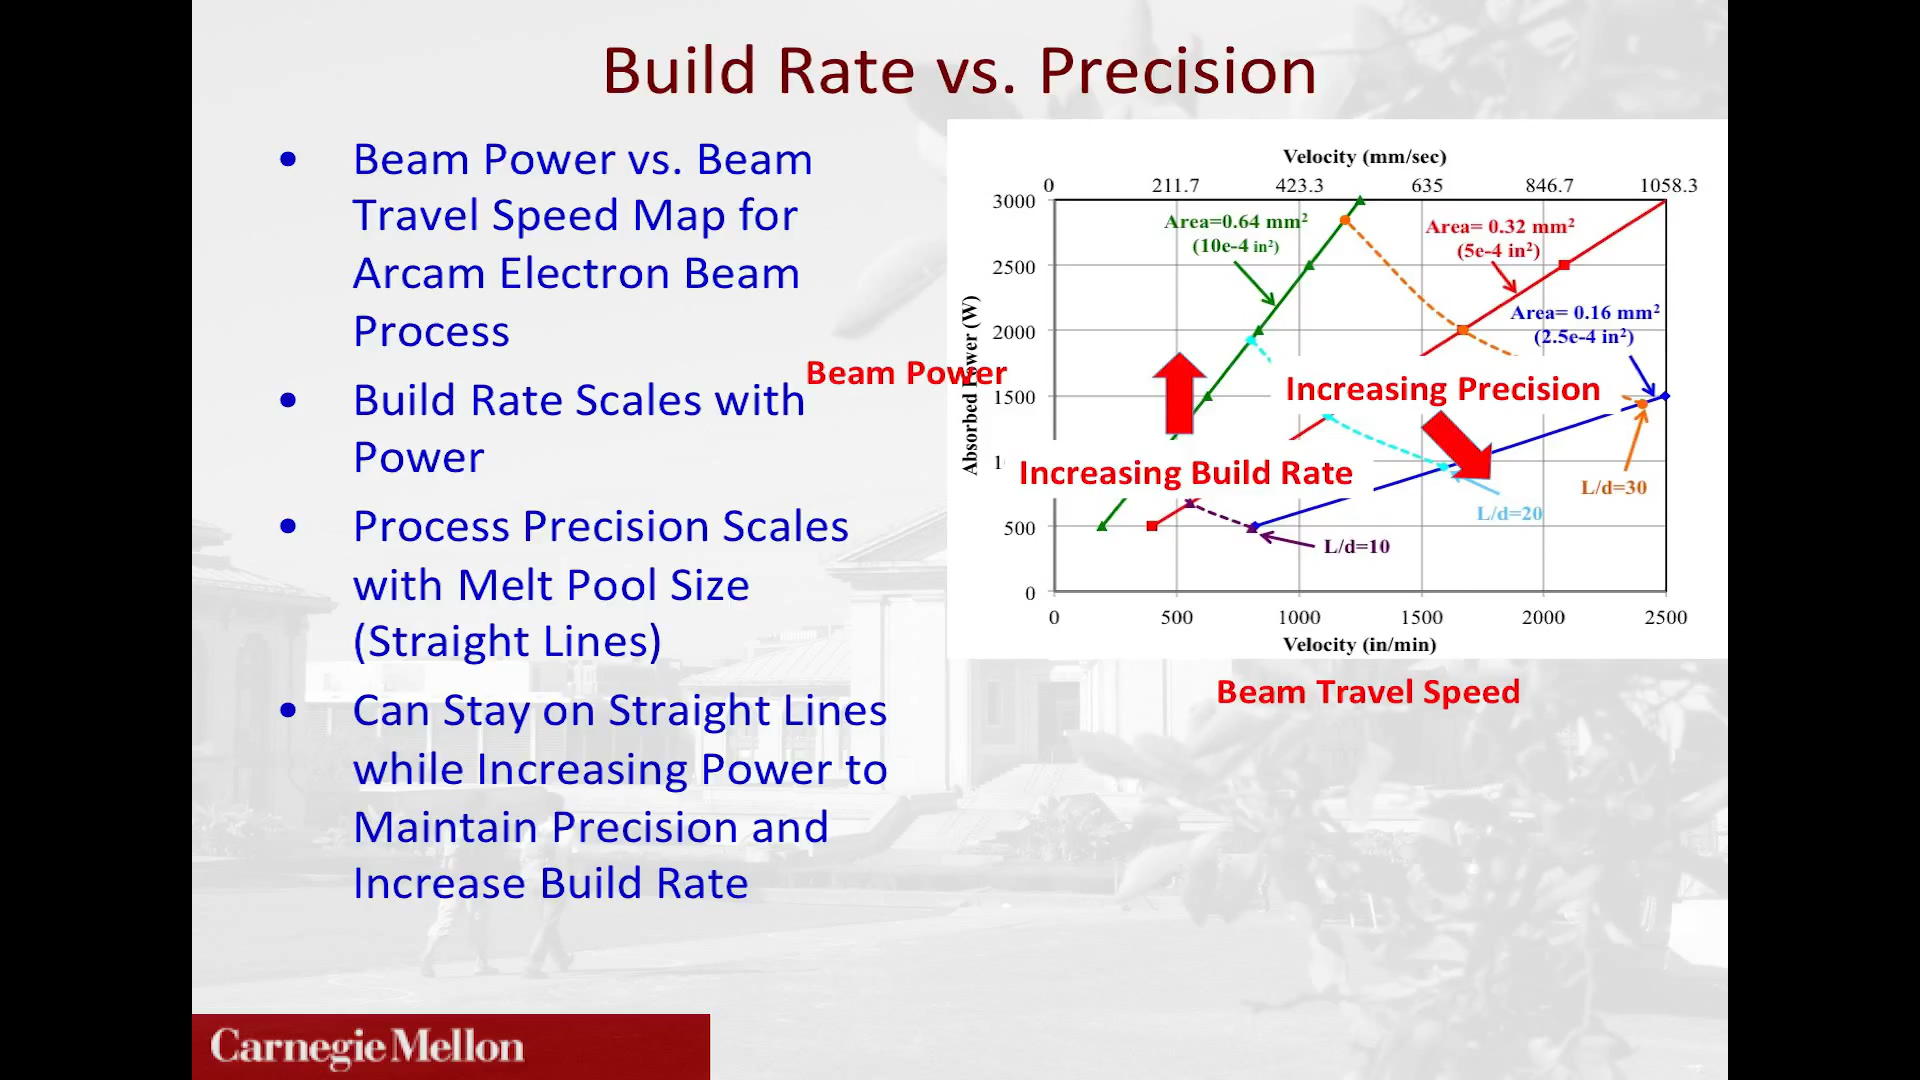 Build Rate vs. Precision
• Beam Power vs. Beam
Travel Speed Map for
Arcam Electron Beam
Process
• Build Rate Scales with
Power
• Process Precision Scales
with Melt Pool Size
(Straight Lines)
• Can Stay on Straight Lines
while Increasing Power to
Maintain Precision and
Increase Build Rate
Velocity (mm/sec)
0 211.7 423.3 635 846.7 1058.3
3000
2500
2000
1500
1
500
0
Absorbed Power (W)
Area=0.64 mm²
(10e-4 in²)
Area= 0.32 mm²
(5e-4 in²)
Area= 0.16 mm²
(2.5e-4 in²)
Beam Power
Increasing Precision
Increasing Build Rate
L/d=30
L/d=20
L/d=10
0 500 1000 1500 2000 2500
Velocity (in/min)
Beam Travel Speed
Carnegie Mellon